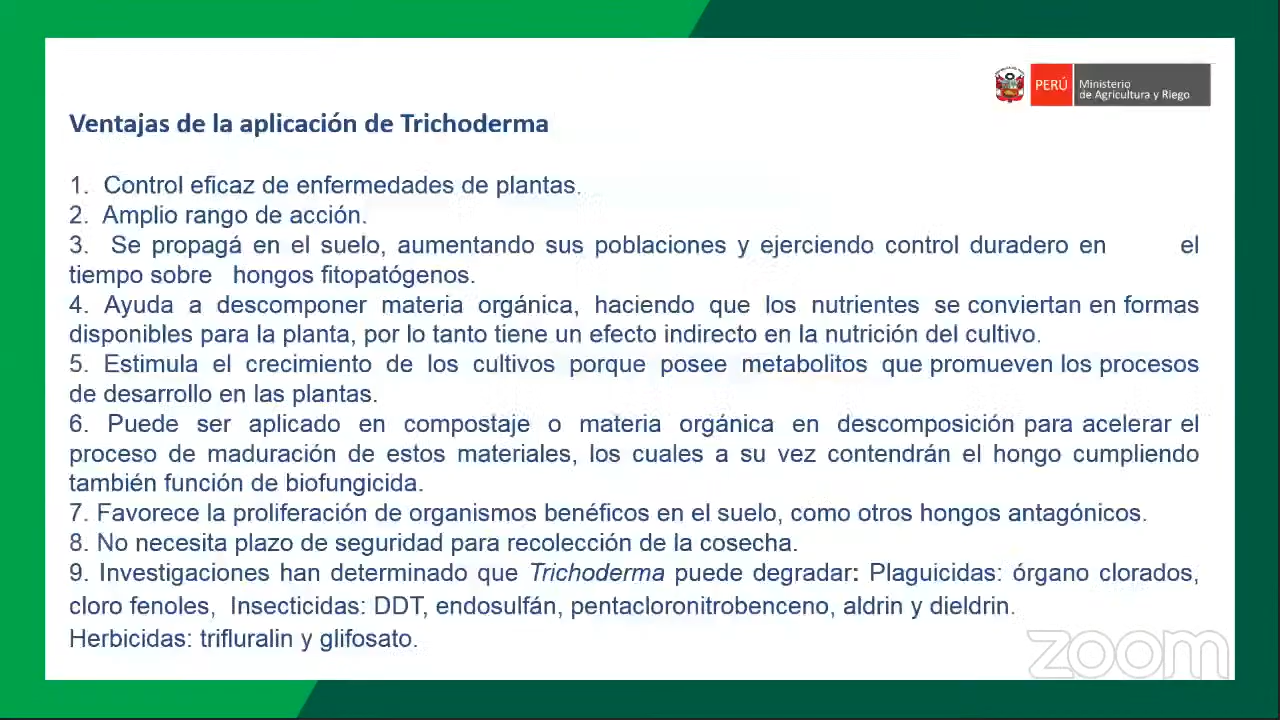 PERÚ Ministerio
de Agricultura y Riego
Ventajas de la aplicación de Trichoderma
1. Control eficaz de enfermedades de plantas.
2. Amplio rango de acción.
3. Se propagá en el suelo, aumentando sus poblaciones y ejerciendo control duradero en el
tiempo sobre hongos fitopatógenos.
4. Ayuda a descomponer materia orgánica, haciendo que los nutrientes se conviertan en formas
disponibles para la planta, por lo tanto tiene un efecto indirecto en la nutrición del cultivo.
5. Estimula el crecimiento de los cultivos porque posee metabolitos que promueven los procesos
de desarrollo en las plantas.
6. Puede ser aplicado en compostaje o materia orgánica en descomposición para acelerar el
proceso de maduración de estos materiales, los cuales a su vez contendrán el hongo cumpliendo
también función de biofungicida.
7. Favorece la proliferación de organismos benéficos en el suelo, como otros hongos antagónicos.
8. No necesita plazo de seguridad para recolección de la cosecha.
9. Investigaciones han determinado que Trichoderma puede degradar: Plaguicidas: órgano clorados,
cloro fenoles, Insecticidas: DDT, endosulfán, pentacloronitrobenceno, aldrin y dieldrin.
Herbicidas: trifluralin y glifosato.
zoom